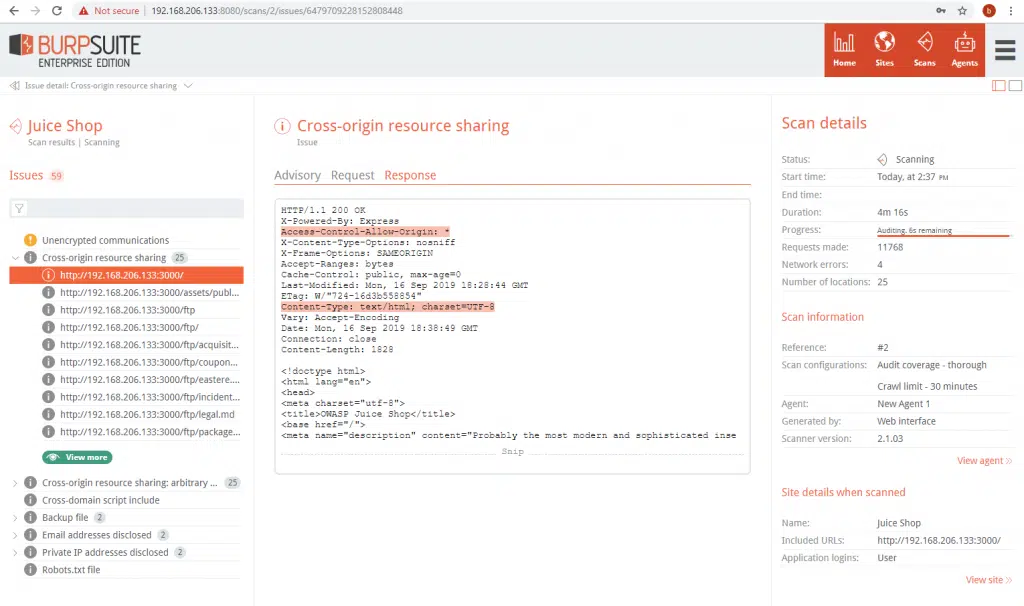 Not secure | 192.168.206.133:8080/scans/2/issues/6479709228152808448
b
BURPSUITE
ENTERPRISE EDITION
Home Sites Scans Agents
Issue detail: Cross-origin resource sharing
Juice Shop
Scan results | Scanning
Issues 59
Unencrypted communications
Cross-origin resource sharing 25
http://192.168.206.133:3000/
http://192.168.206.133:3000/assets/publ...
http://192.168.206.133:3000/ftp
http://192.168.206.133:3000/ftp/
http://192.168.206.133:3000/ftp/acquisit...
http://192.168.206.133:3000/ftp/coupon...
http://192.168.206.133:3000/ftp/eastere....
http://192.168.206.133:3000/ftp/incident...
http://192.168.206.133:3000/ftp/legal.md
http://192.168.206.133:3000/ftp/package...
View more
Cross-origin resource sharing: arbitrary ... 25
Cross-domain script include
Backup file 2
Email addresses disclosed 2
Private IP addresses disclosed 2
Robots.txt file
Cross-origin resource sharing
Issue
Advisory Request Response
HTTP/1.1 200 OK
X-Powered-By: Express
Access-Control-Allow-Origin: *
X-Content-Type-Options: nosniff
X-Frame-Options: SAMEORIGIN
Accept-Ranges: bytes
Cache-Control: public, max-age=0
Last-Modified: Mon, 16 Sep 2019 18:28:44 GMT
ETag: W/"724-16d3b558854"
Content-Type: text/html; charset=UTF-8
Vary: Accept-Encoding
Date: Mon, 16 Sep 2019 18:38:49 GMT
Connection: close
Content-Length: 1828
<!doctype html>
<html lang="en">
<head>
<meta charset="utf-8">
<title>OWASP Juice Shop</title>
<base href="/">
<meta name="description" content="Probably the most modern and sophisticated inse
Snip
Scan details
Status: Scanning
Start time: Today, at 2:37 PM
End time:
Duration: 4m 16s
Progress: Auditing. 6s remaining
Requests made: 11768
Network errors: 4
Number of locations: 25
Scan information
Reference: #2
Scan configurations: Audit coverage - thorough
Crawl limit - 30 minutes
Agent: New Agent 1
Generated by: Web interface
Scanner version: 2.1.03
View agent
Site details when scanned
Name: Juice Shop
Included URLs: http://192.168.206.133:3000/
Application logins: User
View site